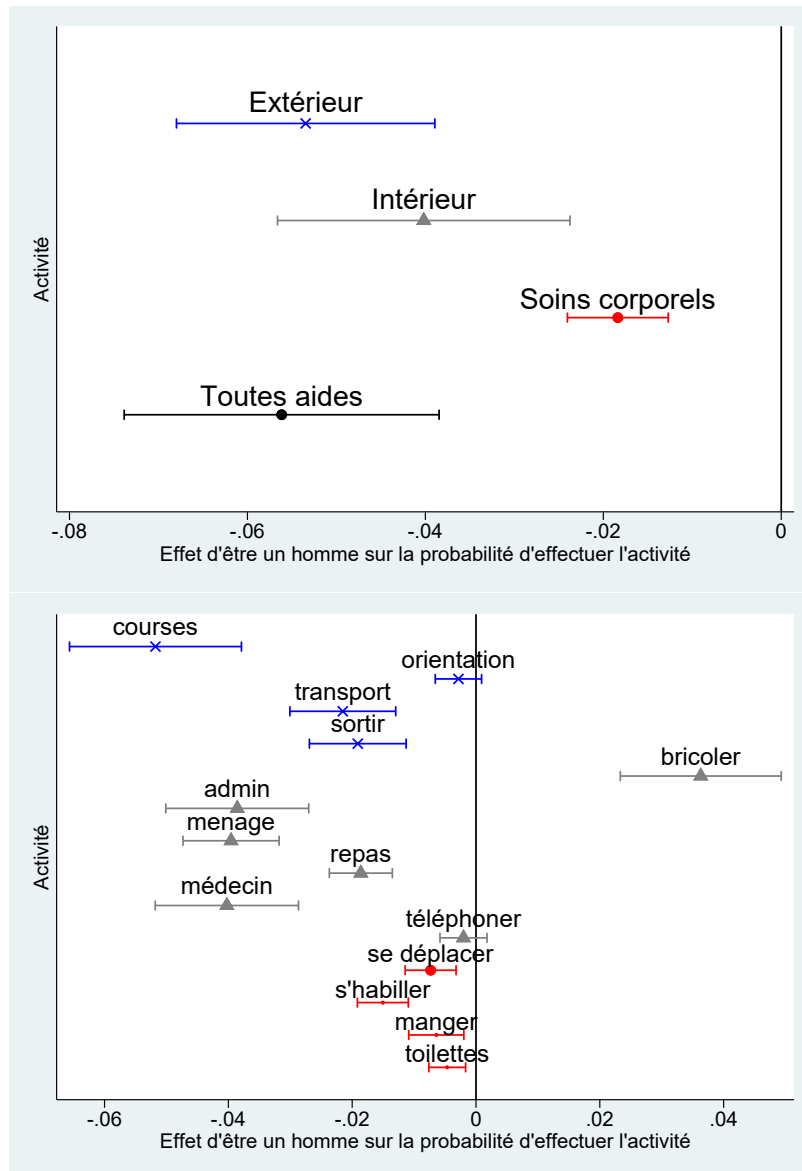 Extérieur
Intérieur
Soins corporels
Toutes aides
Activité
-.08 -.06 -.04 -.02 0
Effet d'être un homme sur la probabilité d'effectuer l'activité
courses
orientation
transport
sortir
bricoler
admin
menage
repas
médecin
téléphoner
se déplacer
s'habiller
manger
toilettes
Activité
-.06 -.04 -.02 0 .02 .04
Effet d'être un homme sur la probabilité d'effectuer l'activité